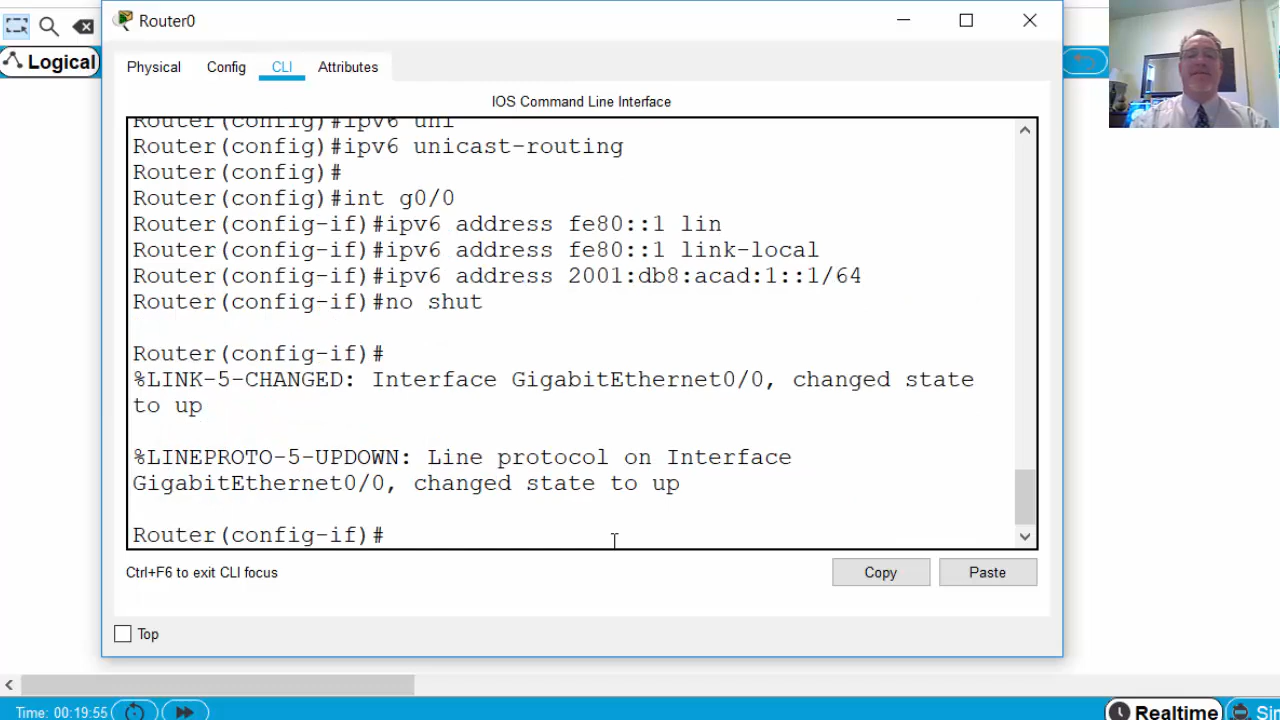 Router0
Logical
Physical
Config
CLI
Attributes
IOS Command Line Interface
Router(config)#ipv6 uni
Router(config)#ipv6 unicast-routing
Router(config)#
Router(config)#int g0/0
Router(config-if)#ipv6 address fe80::1 lin
Router(config-if)#ipv6 address fe80::1 link-local
Router(config-if)#ipv6 address 2001:db8:acad:1::1/64
Router(config-if)#no shut
Router(config-if)#
%LINK-5-CHANGED: Interface GigabitEthernet0/0, changed state
to up
%LINEPROTO-5-UPDOWN: Line protocol on Interface
GigabitEthernet0/0, changed state to up
Router(config-if)#
Ctrl+F6 to exit CLI focus
Copy
Paste
Top
Time: 00:19:55
Realtime